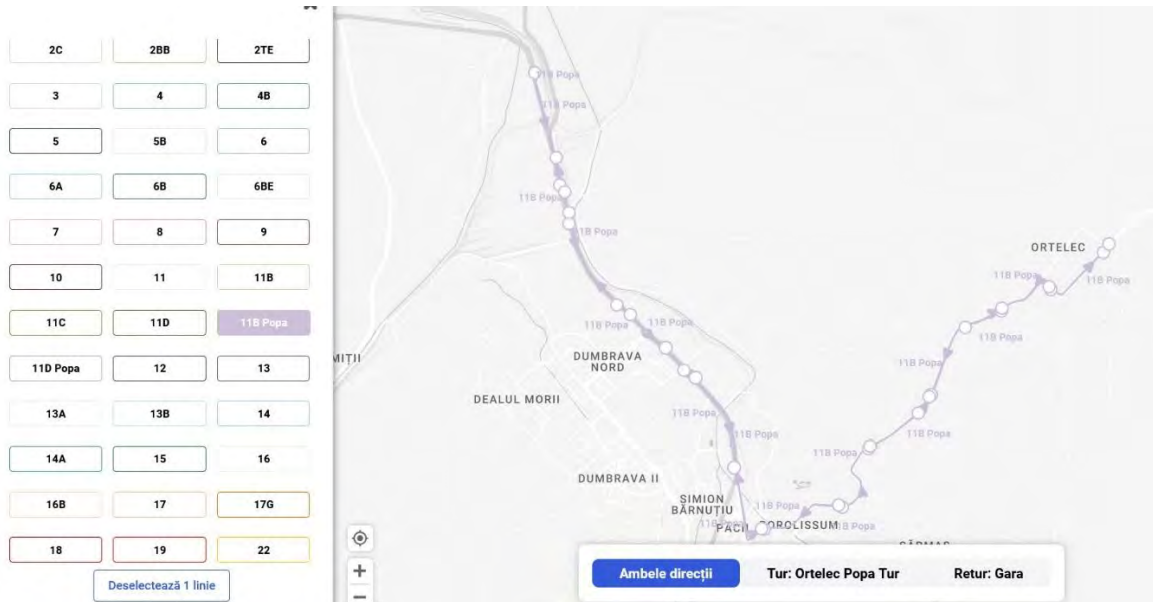 2C 2BB 2TE
3 4 4B
5 5B 6
6A 6B 6BE
7 8 9
10 11 11B
11C 11D 11B Popa
11D Popa 12 13
13A 13B 14
14A 15 16
16B 17 17G
18 19 22
Deselectează 1 linie
11B Popa
11B Popa
11B Popa
11B Popa
ORTELEC
11B Popa
11B Popa
11B Popa
11B Popa
11B Popa
MIȚII
DUMBRAVA
NORD
11B Popa
DEALUL MORII
11B Popa
11B Popa
11B Popa
11B Popa
DUMBRAVA II
SIMION
BĂRNUȚIU
11B Popa
11B Popa
Ambele direcții
Tur: Ortelec Popa Tur
Retur: Gara